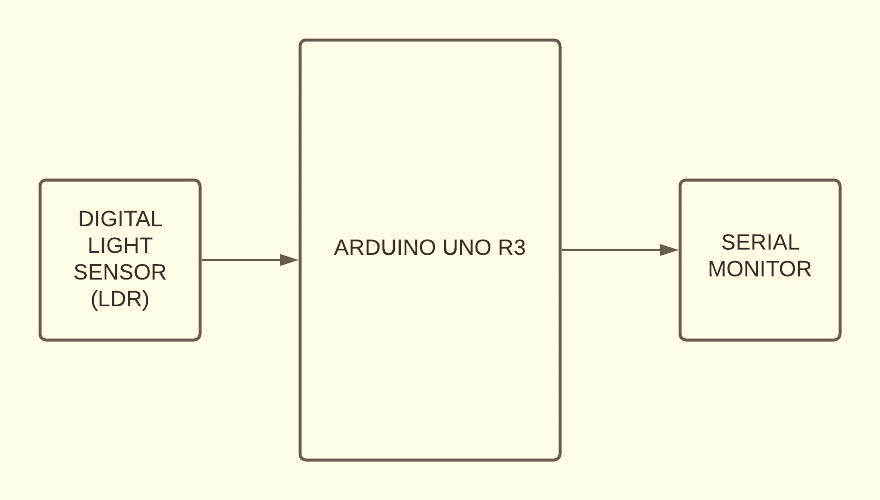 DIGITAL
LIGHT
SENSOR
(LDR)
ARDUINO UNO R3
SERIAL
MONITOR